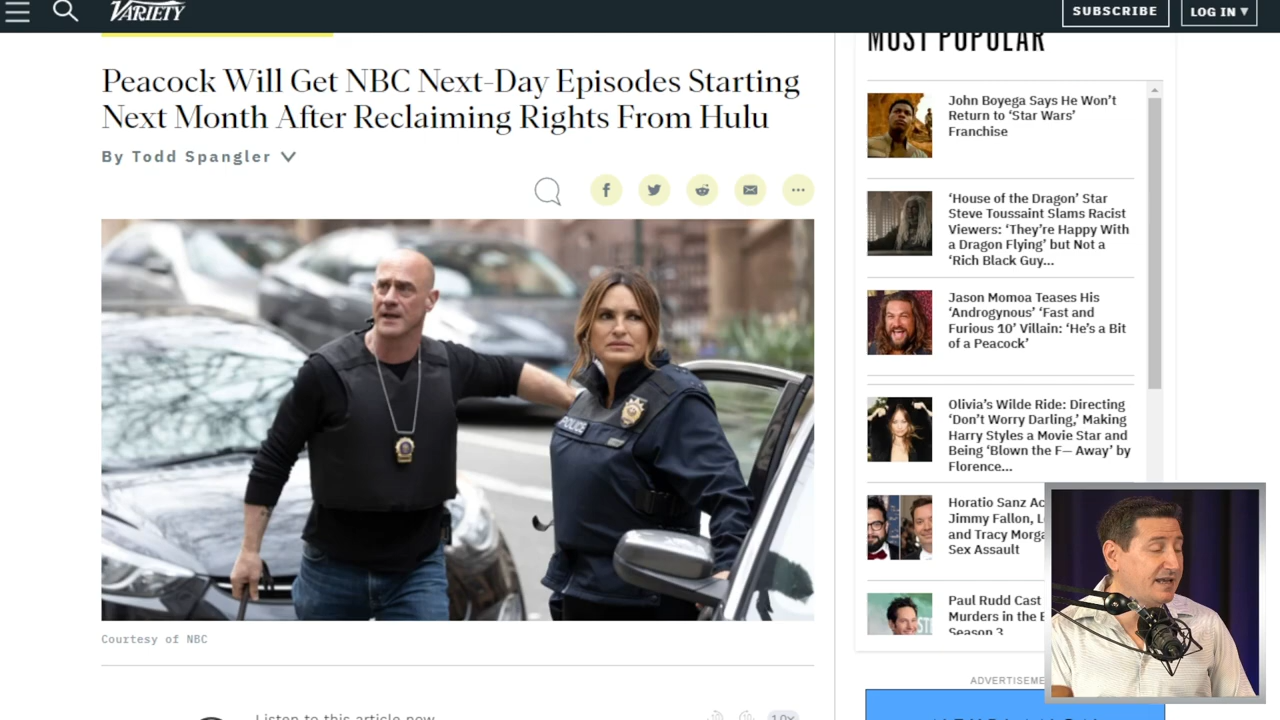 VARIETY
SUBSCRIBE
LOG IN ▼
Peacock Will Get NBC Next-Day Episodes Starting
Next Month After Reclaiming Rights From Hulu
By Todd Spangler
POLICE
Courtesy of NBC
Listen to this article now
10
10
1.0x
MOST POPULAR
John Boyega Says He Won't
Return to 'Star Wars'
Franchise
'House of the Dragon' Star
Steve Toussaint Slams Racist
Viewers: 'They're Happy With
a Dragon Flying' but Not a
'Rich Black Guy...
Jason Momoa Teases His
'Androgynous' 'Fast and
Furious 10' Villain: 'He's a Bit
of a Peacock'
Olivia's Wilde Ride: Directing
'Don't Worry Darling,' Making
Harry Styles a Movie Star and
Being 'Blown the F— Away' by
Florence...
Horatio Sanz Ac
Jimmy Fallon, L
and Tracy Morga
Sex Assault
Paul Rudd Cast
Murders in the B
Season 3
ADVERTISEME